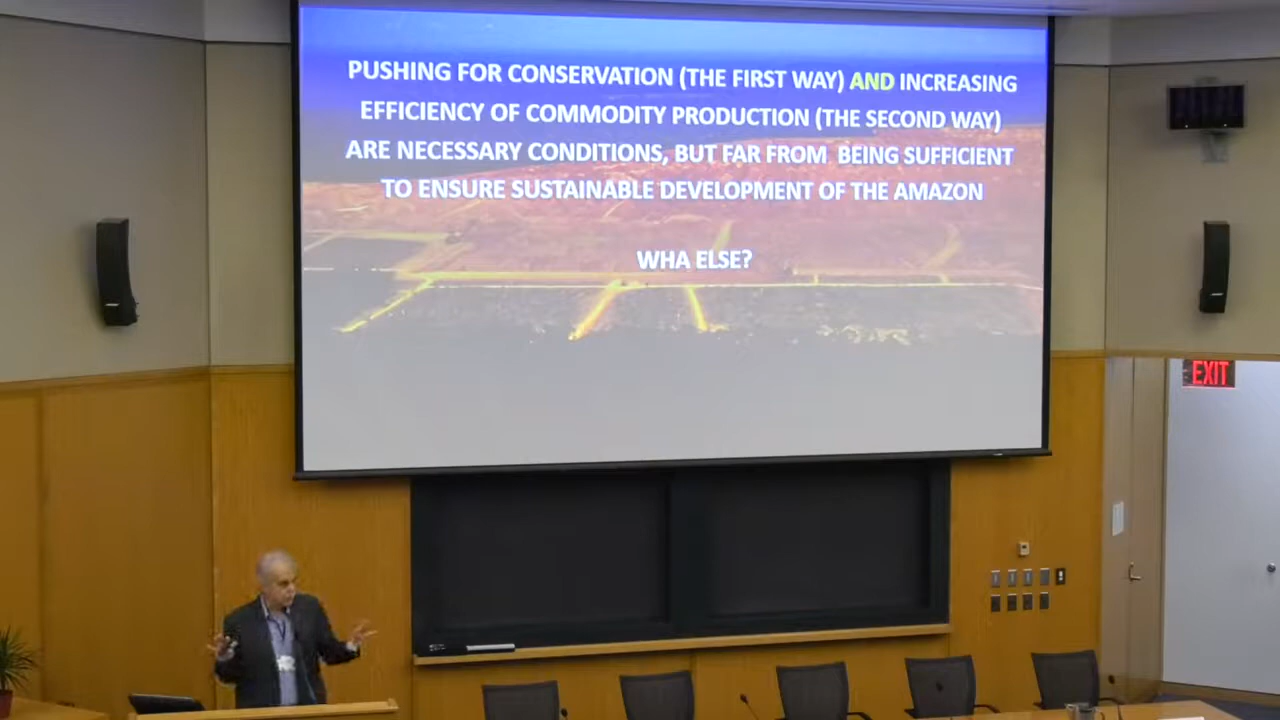 PUSHING FOR CONSERVATION (THE FIRST WAY) AND INCREASING
EFFICIENCY OF COMMODITY PRODUCTION (THE SECOND WAY)
ARE NECESSARY CONDITIONS, BUT FAR FROM BEING SUFFICIENT
TO ENSURE SUSTAINABLE DEVELOPMENT OF THE AMAZON
WHA ELSE?
EXIT